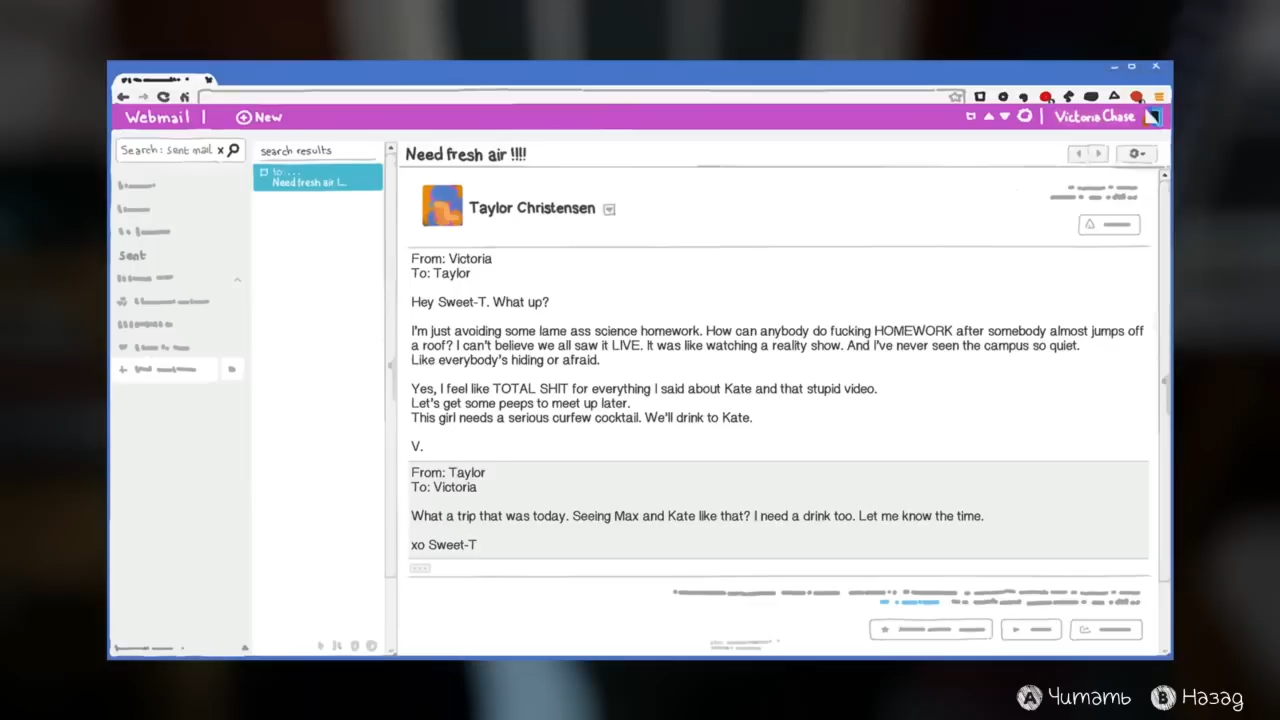 Webmail |
New
Victoria Chase
Search: sent mail x
search results
Need fresh air !!!!
to: ...
Need fresh air !...
Taylor Christensen
Sent
From: Victoria
To: Taylor
Hey Sweet-T. What up?
I'm just avoiding some lame ass science homework. How can anybody do fucking HOMEWORK after somebody almost jumps off
a roof? I can't believe we all saw it LIVE. It was like watching a reality show. And I've never seen the campus so quiet.
Like everybody's hiding or afraid.
Yes, I feel like TOTAL SHIT for everything I said about Kate and that stupid video.
Let's get some peeps to meet up later.
This girl needs a serious curfew cocktail. We'll drink to Kate.
V.
From: Taylor
To: Victoria
What a trip that was today. Seeing Max and Kate like that? I need a drink too. Let me know the time.
xo Sweet-T
A Читать B Назад